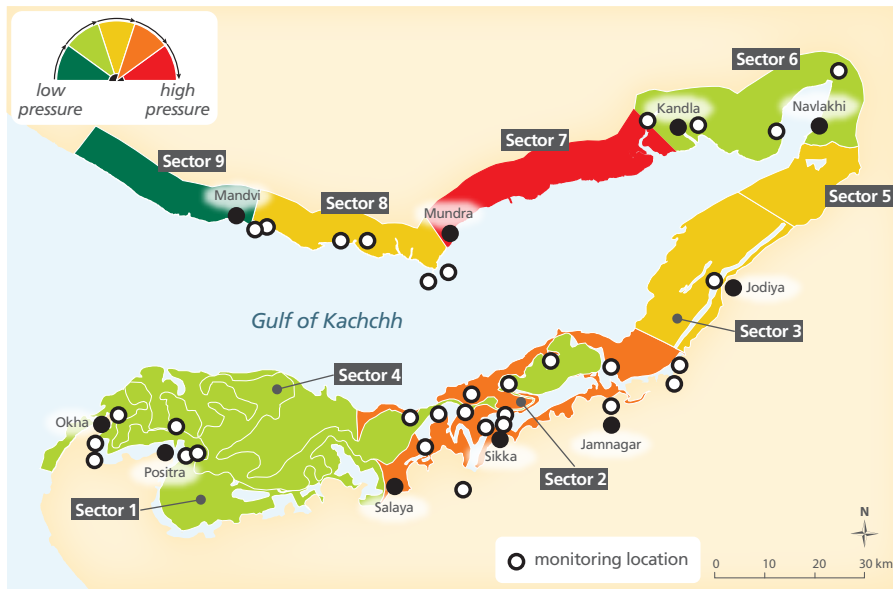 low
pressure
high
pressure
Sector 6
Kandla
Navlakhi
Sector 7
Sector 9
Mandvi
Sector 8
Mundra
Sector 5
Jodiya
Gulf of Kachchh
Sector 3
Sector 4
Okha
Positra
Sikka
Jamnagar
Sector 2
Sector 1
Salaya
N
monitoring location
0 10 20 30 km